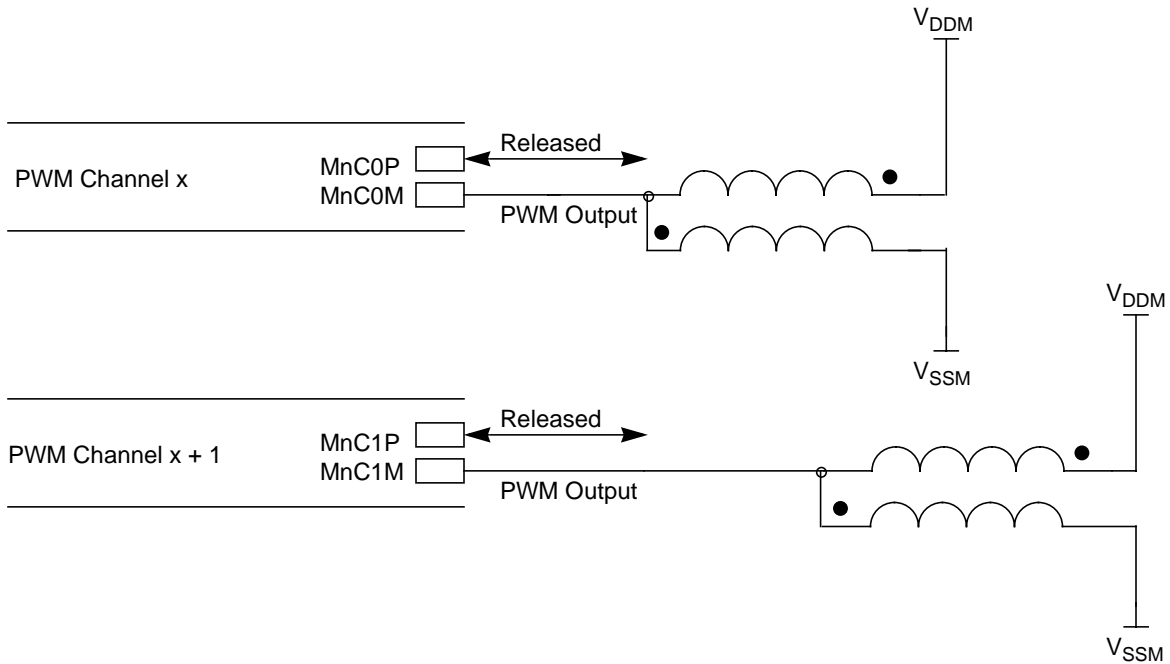 VDDM
Released
MnC0P
PWM Channel x
MnC0M
PWM Output
VDDM
VSSM
Released
MnC1P
PWM Channel x + 1
MnC1M
PWM Output
VSSM